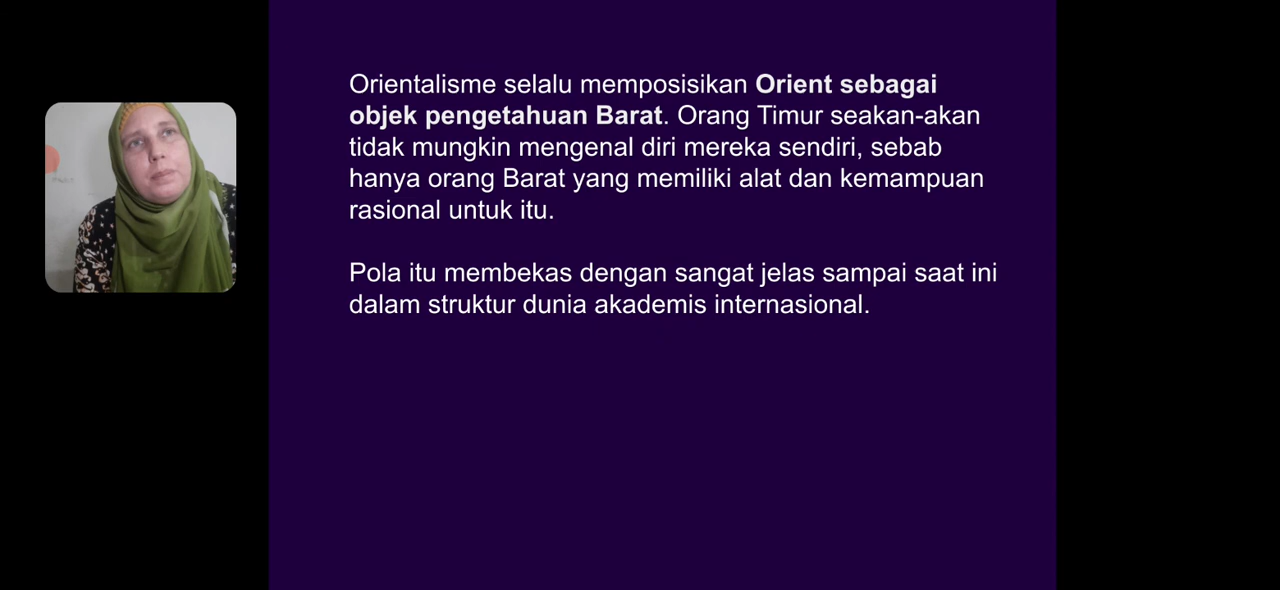 Orientalisme selalu memposisikan Orient sebagai
objek pengetahuan Barat. Orang Timur seakan-akan
tidak mungkin mengenal diri mereka sendiri, sebab
hanya orang Barat yang memiliki alat dan kemampuan
rasional untuk itu.
Pola itu membekas dengan sangat jelas sampai saat ini
dalam struktur dunia akademis internasional.